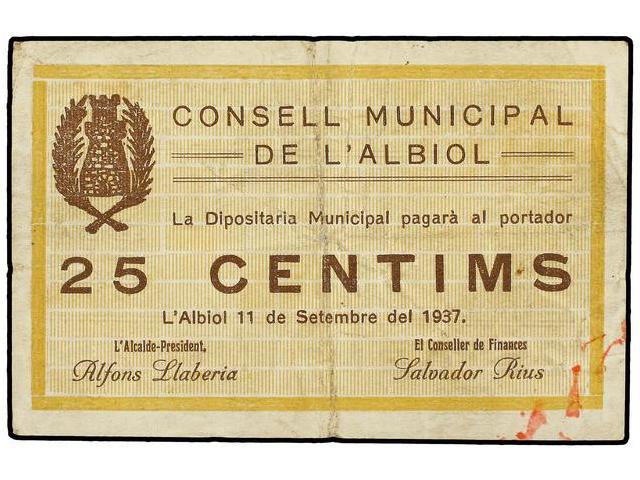 CONSELL MUNICIPAL
DE L'ALBIOL
La Dipositaria Municipal pagarà al portador
25 CENTIMS
L'Albiol 11 de Setembre del 1937.
L'Alcalde-President,
Alfons Llaberia
El Conseller de Finances
Salvador Rius